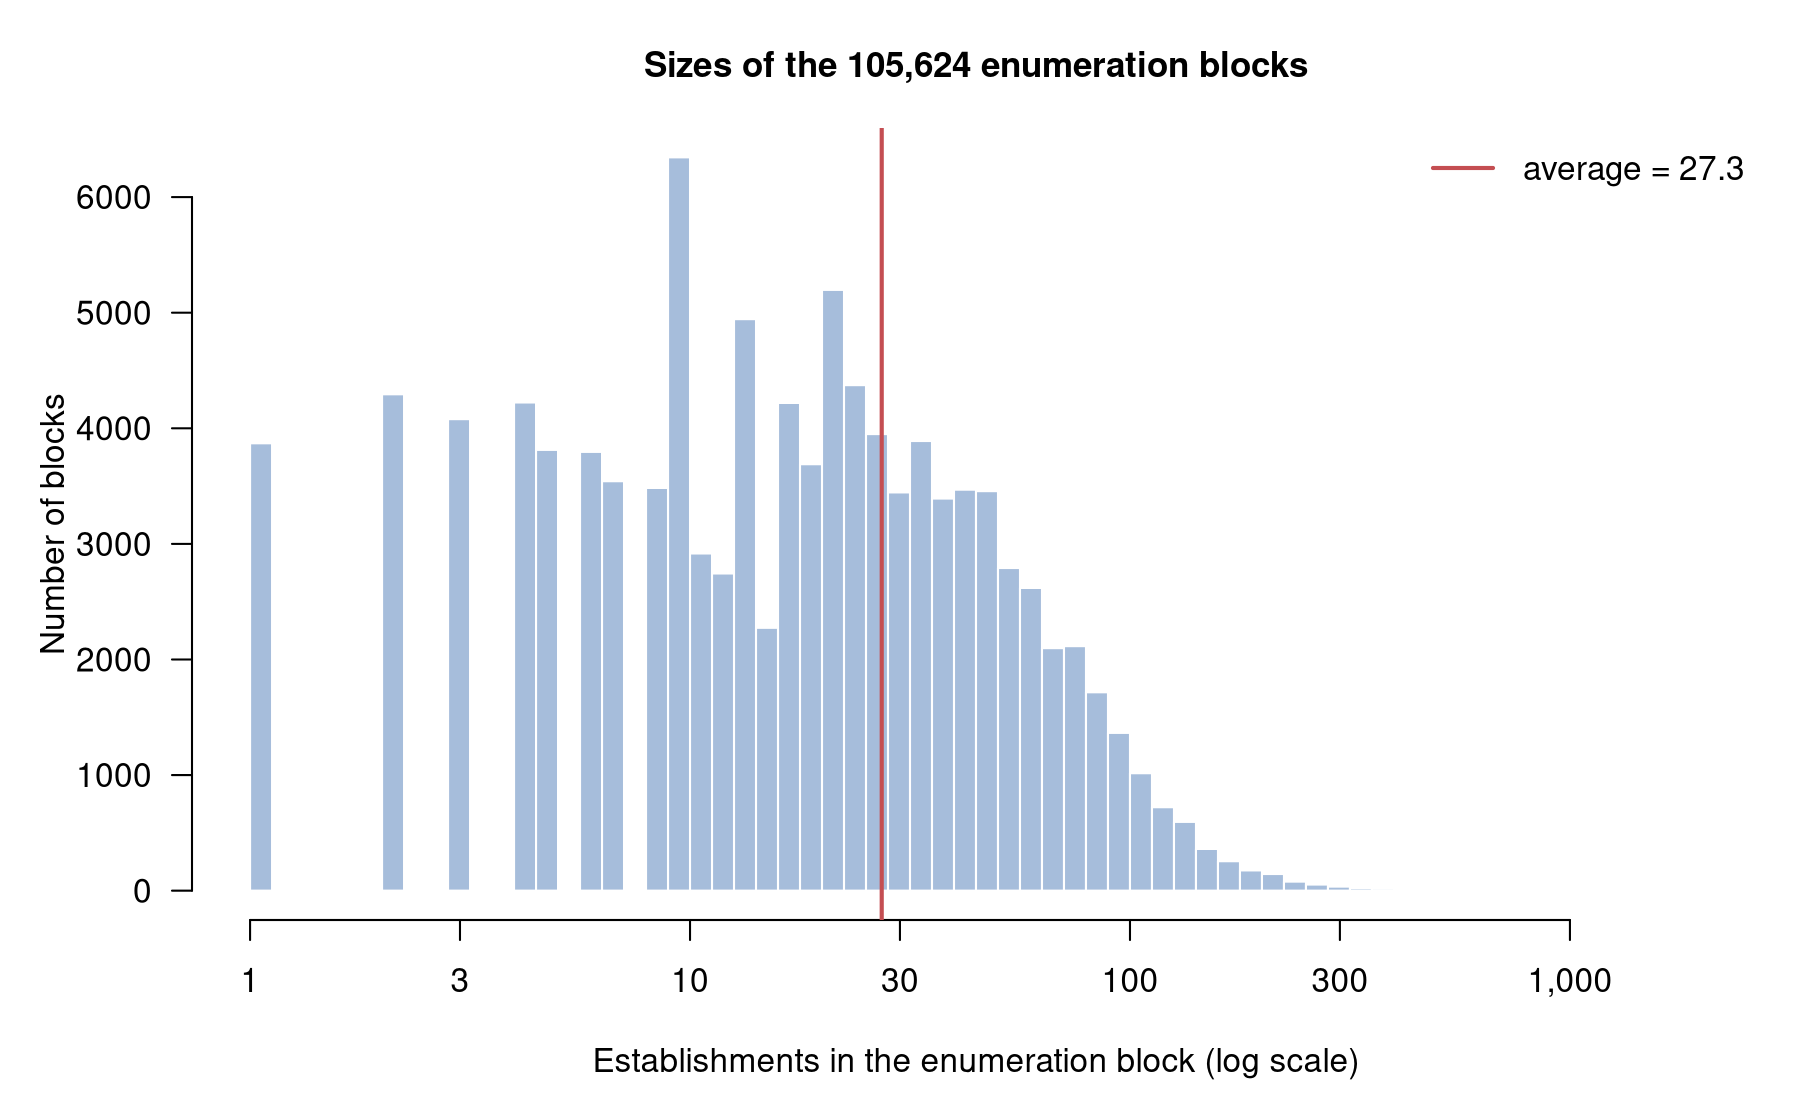 Sizes of the 105,624 enumeration blocks
average = 27.3
Number of blocks
6000
5000
4000
3000
2000
1000
0
1 3 10 30 100 300 1,000
Establishments in the enumeration block (log scale)